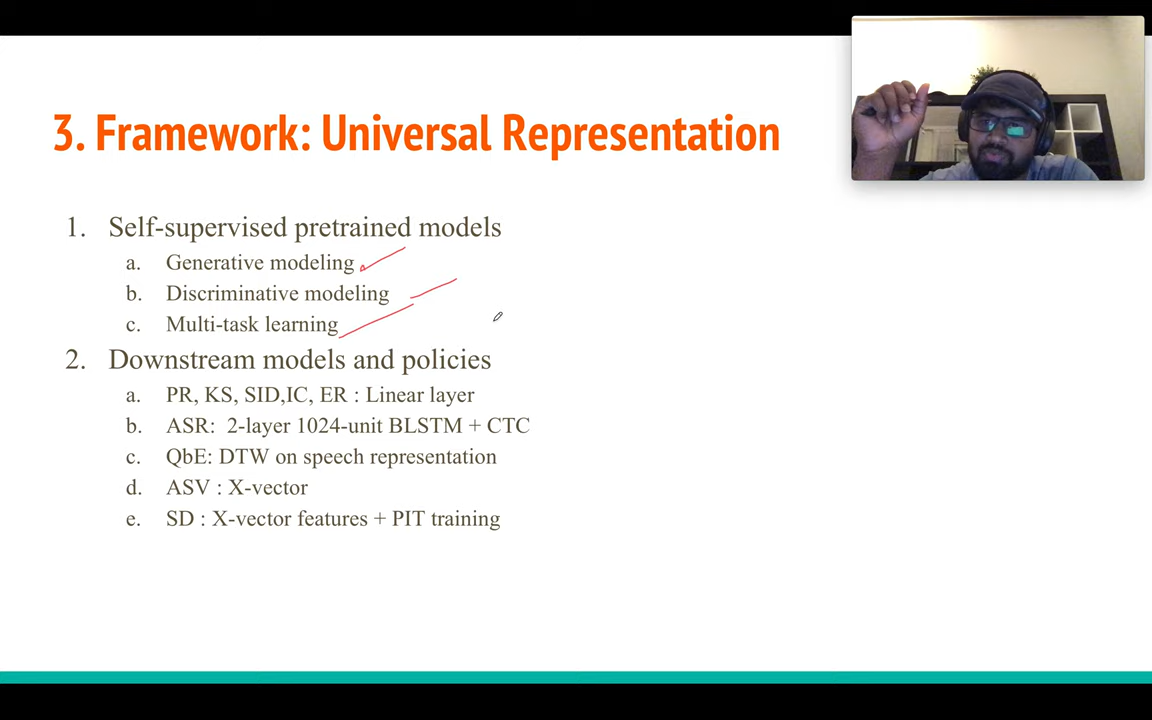 3. Framework: Universal Representation
1. Self-supervised pretrained models
a. Generative modeling
b. Discriminative modeling
c. Multi-task learning
2. Downstream models and policies
a. PR, KS, SID,IC, ER : Linear layer
b. ASR: 2-layer 1024-unit BLSTM + CTC
c. QbE: DTW on speech representation
d. ASV : X-vector
e. SD : X-vector features + PIT training